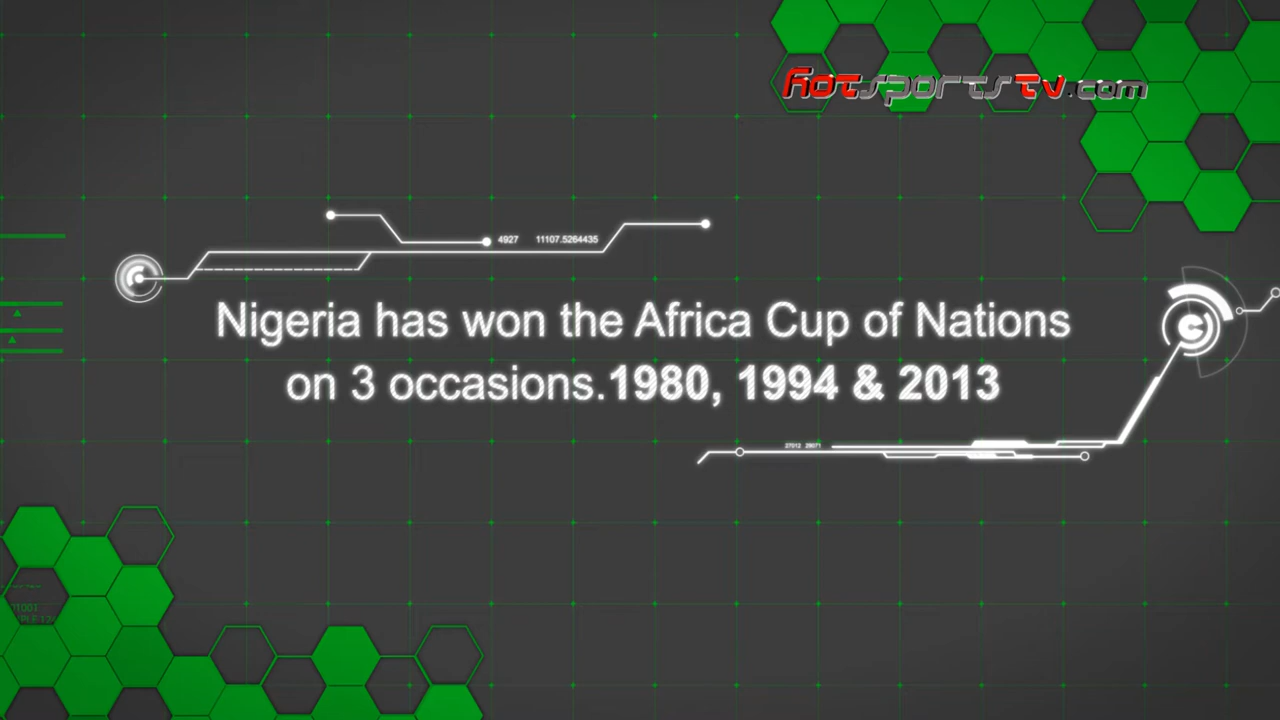 hotsportstv.com
4927 11107.5264435
Nigeria has won the Africa Cup of Nations
on 3 occasions.1980, 1994 & 2013
27012 29071